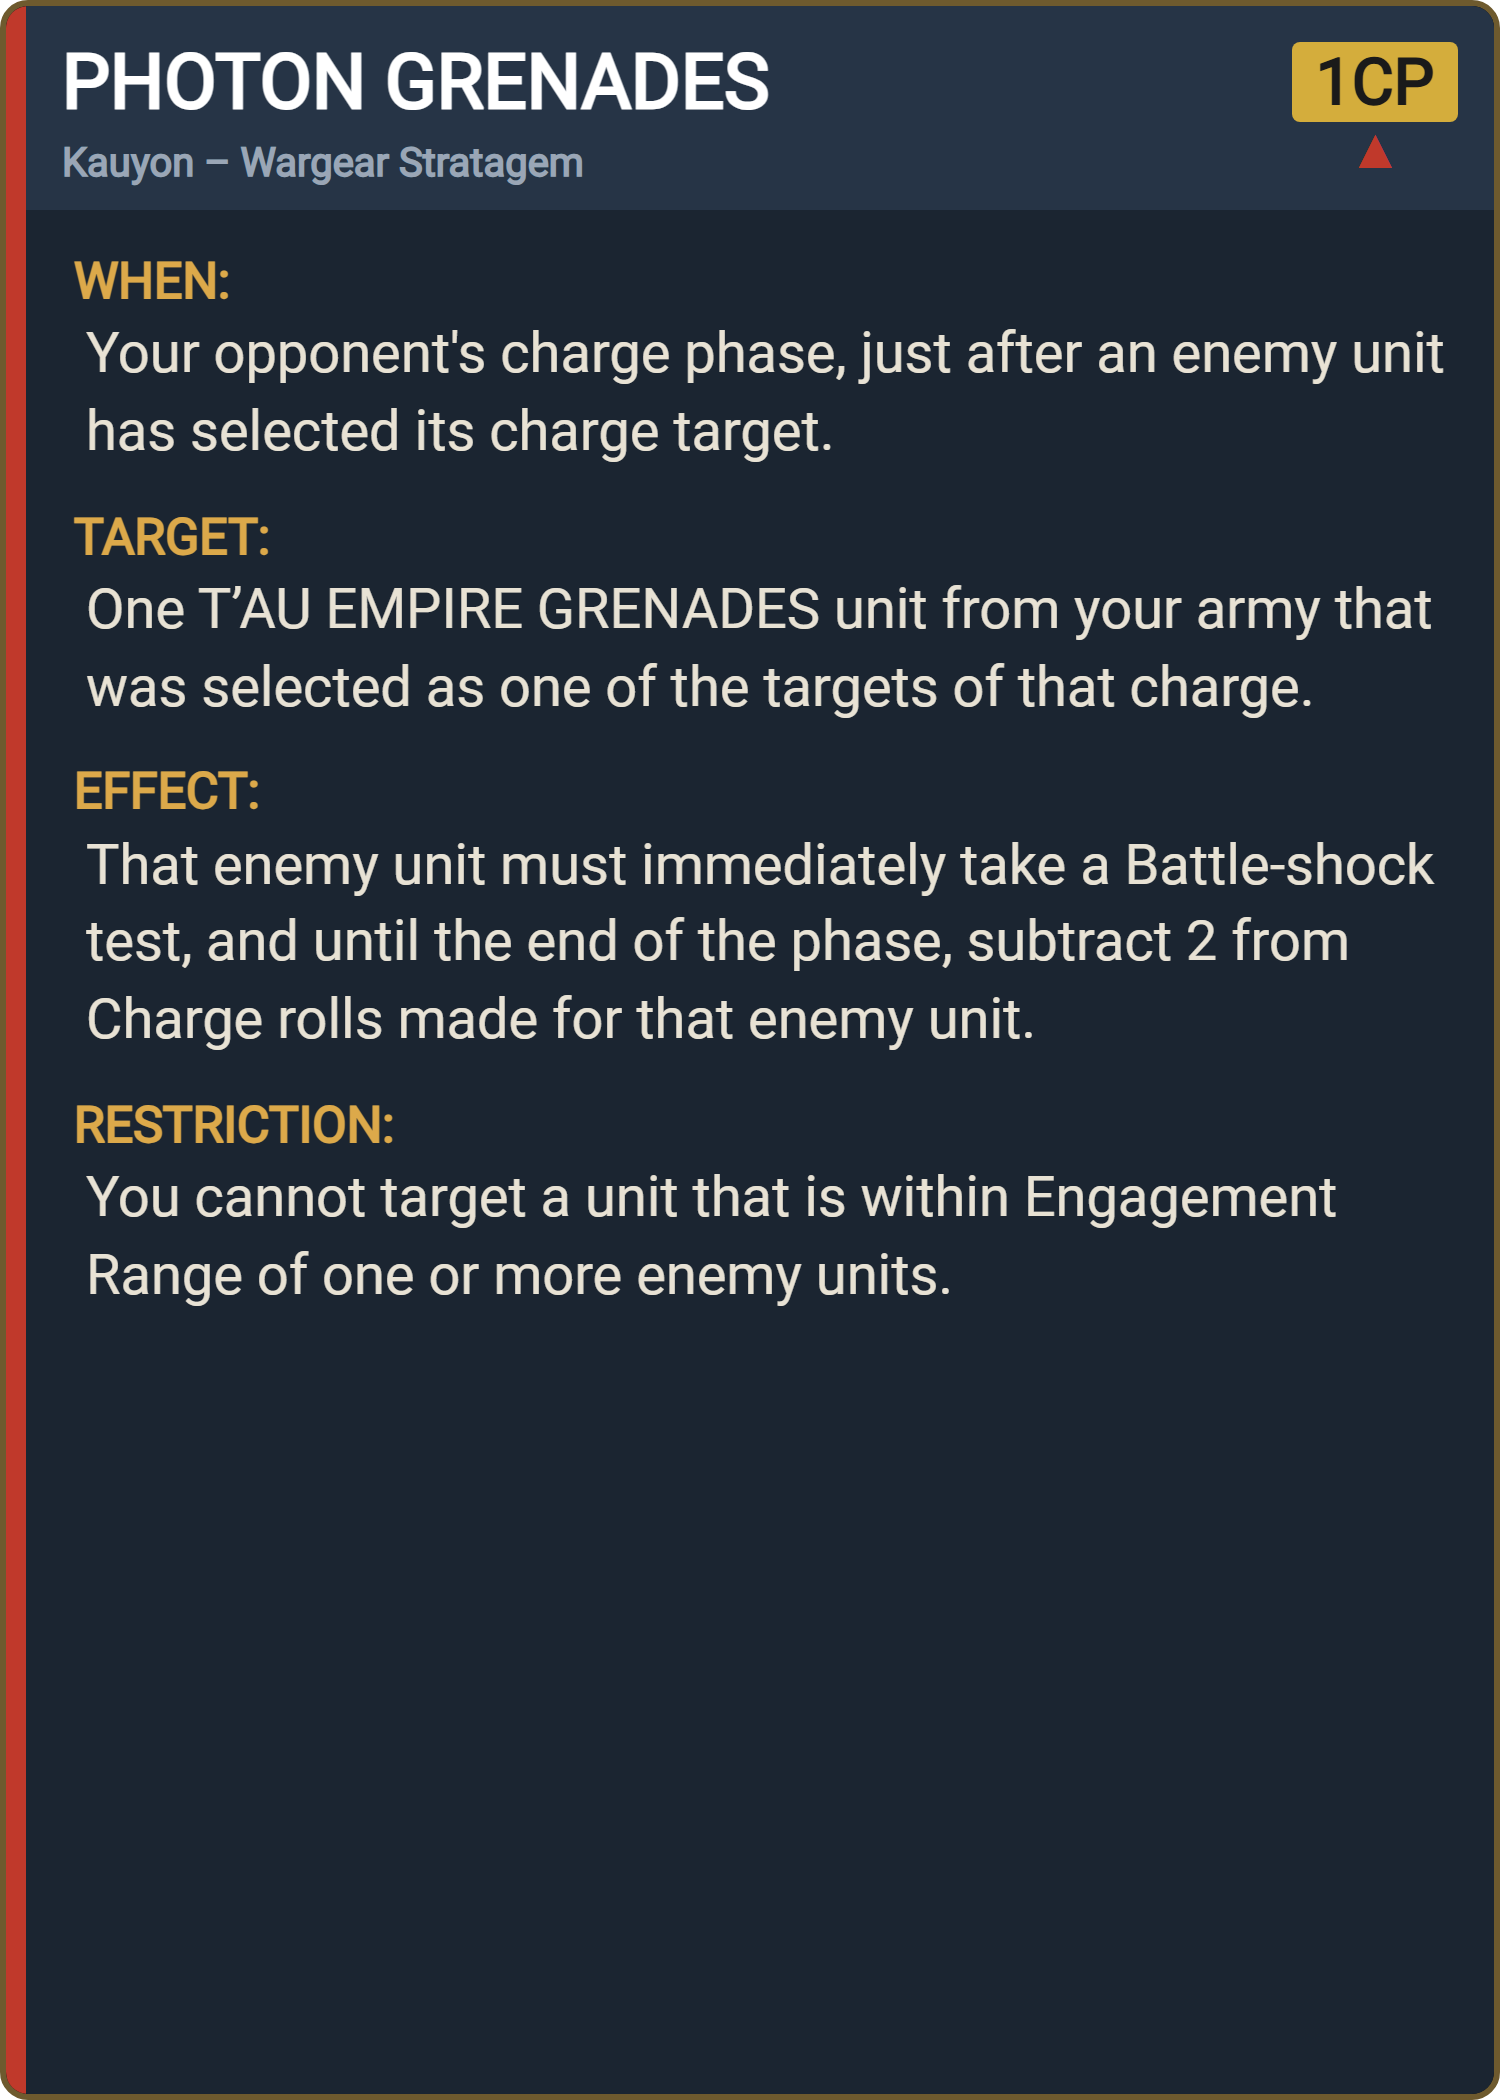 PHOTON GRENADES
1CP
Kauyon – Wargear Stratagem
WHEN:
Your opponent's charge phase, just after an enemy unit
has selected its charge target.
TARGET:
One T’AU EMPIRE GRENADES unit from your army that
was selected as one of the targets of that charge.
EFFECT:
That enemy unit must immediately take a Battle-shock
test, and until the end of the phase, subtract 2 from
Charge rolls made for that enemy unit.
RESTRICTION:
You cannot target a unit that is within Engagement
Range of one or more enemy units.